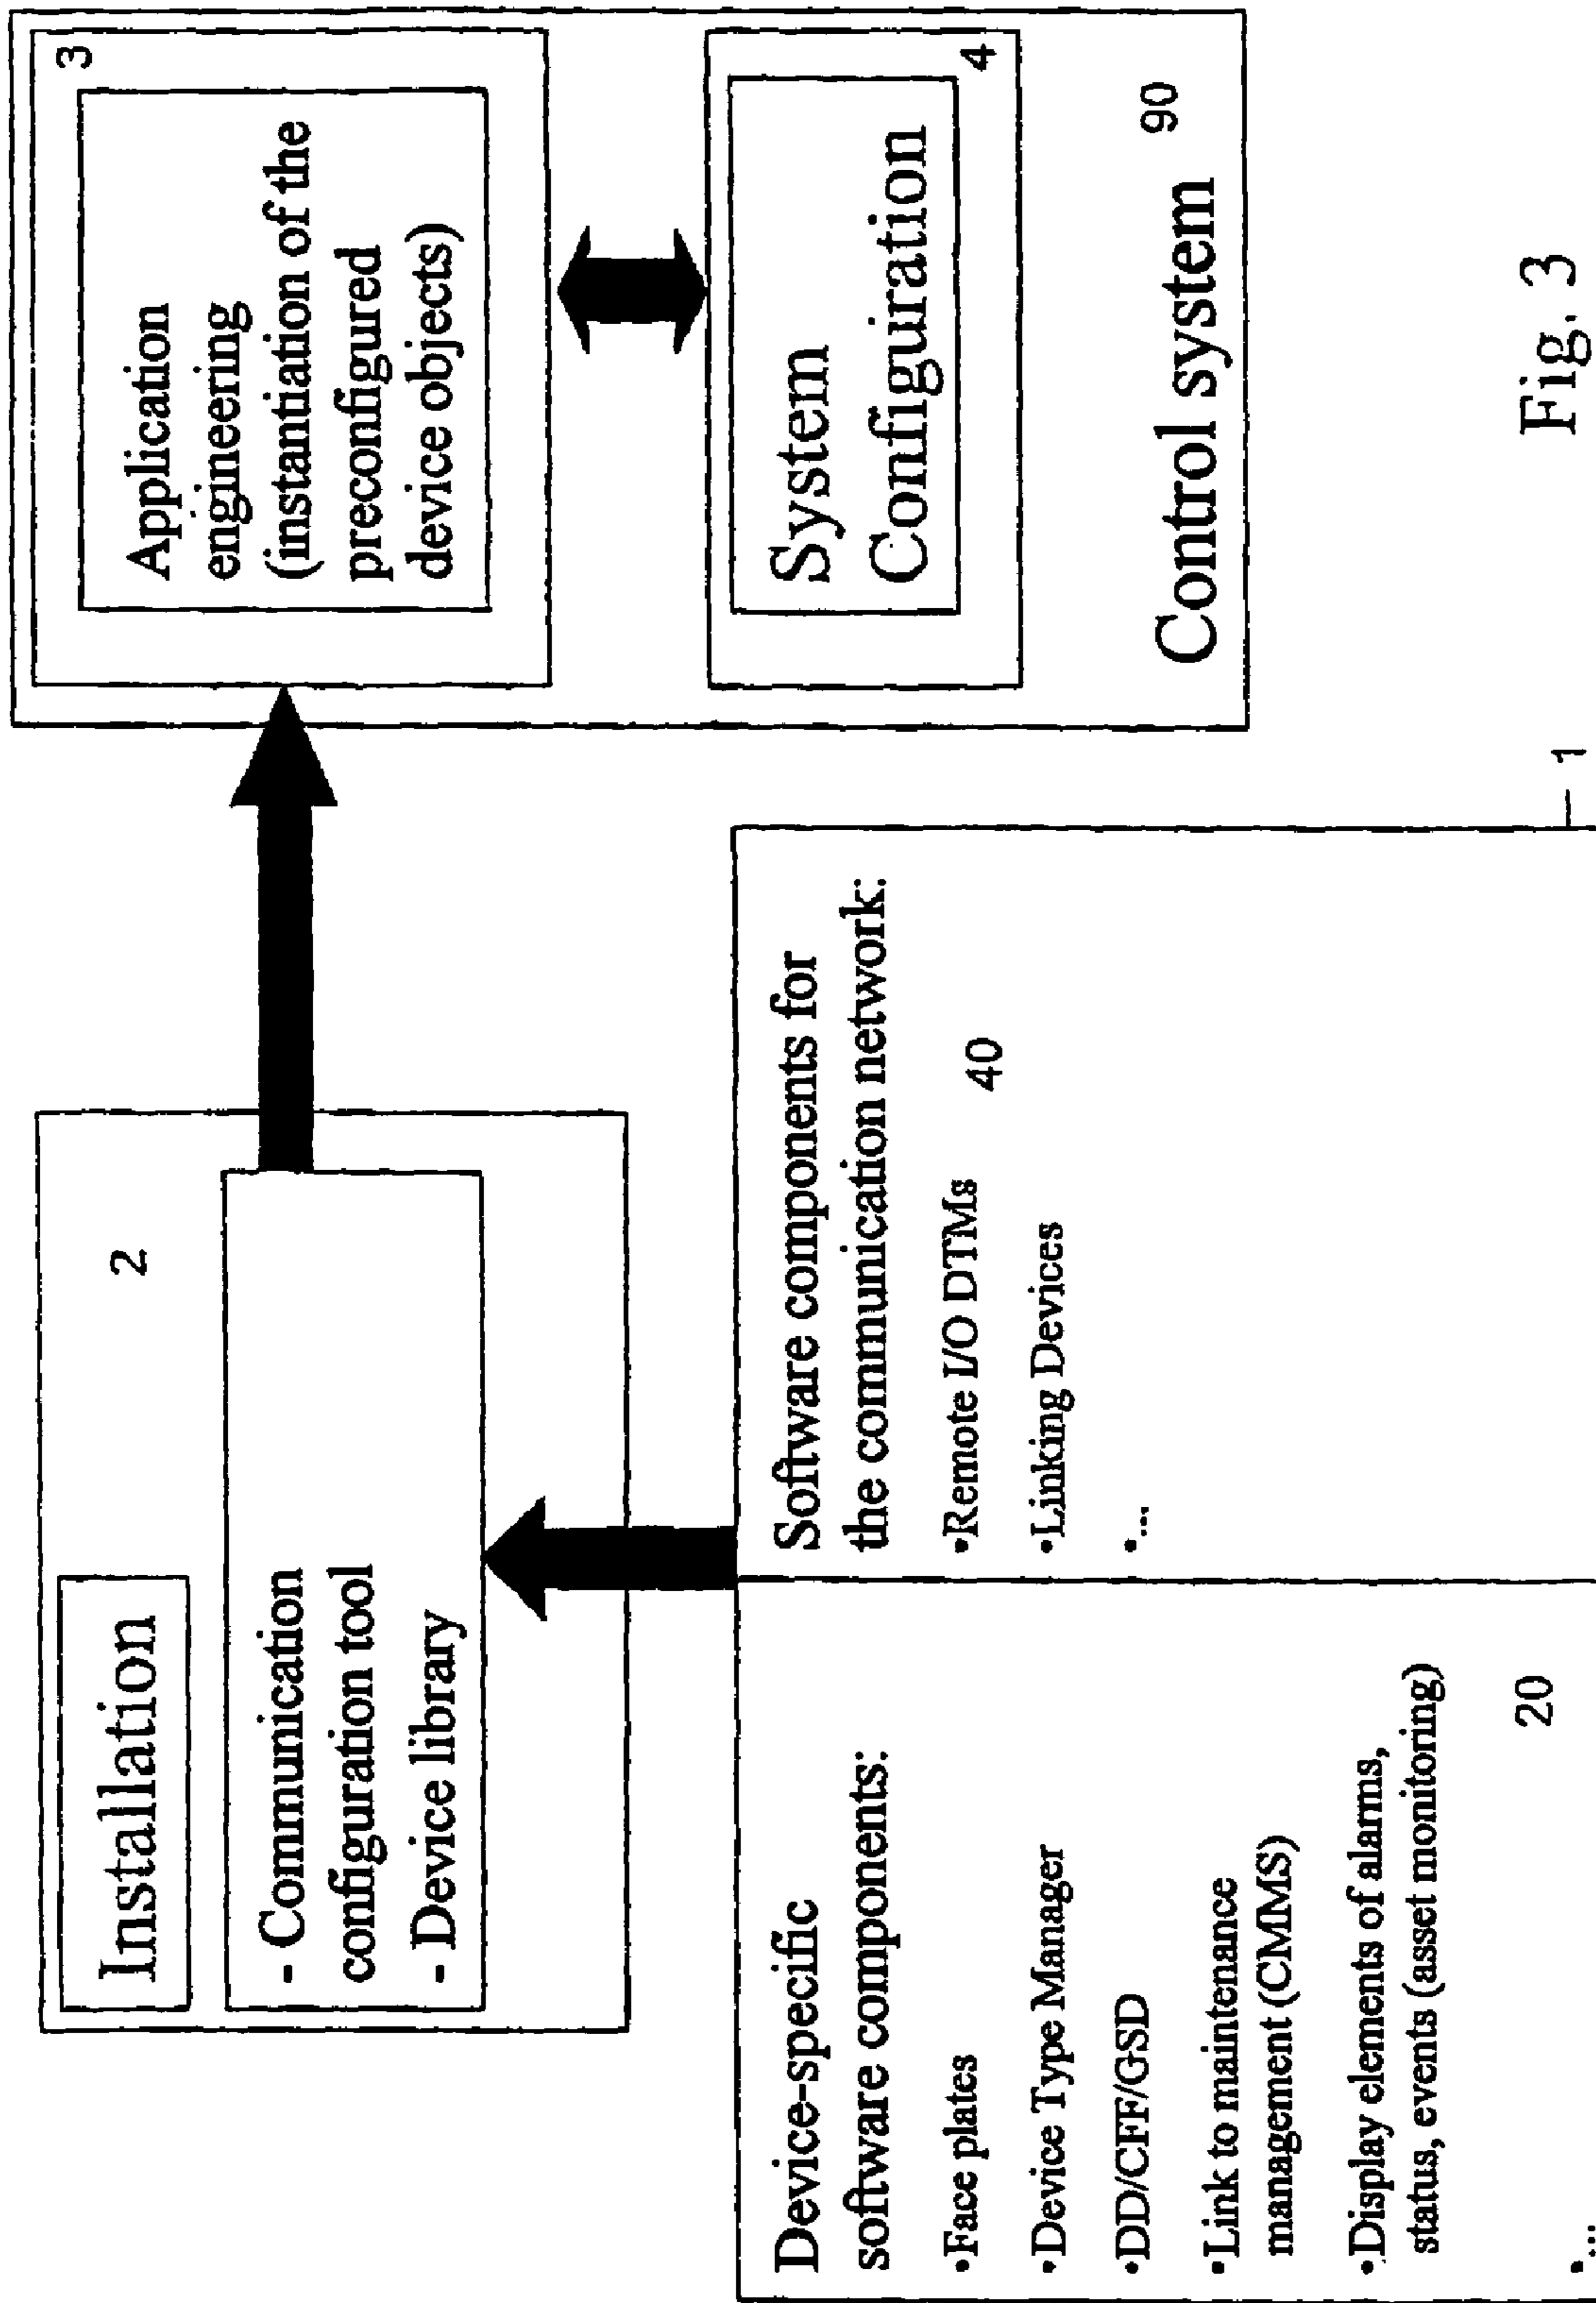 Installation
2
- Communication
configuration tool
- Device library
3
Application
engineering
(instantiation of the
preconfigured
device objects)
System
Configuration
4
Control system
90
Device-specific
software components:
•Face plates
•Device Type Manager
•DD/CFF/GSD
•Link to maintenance
management (CMMS)
•Display elements of alarms,
status, events (asset monitoring)
20
•...
Software components for
the communication network:
•Remote I/O DTMs
40
•Linking Devices
•...
1
Fig. 3